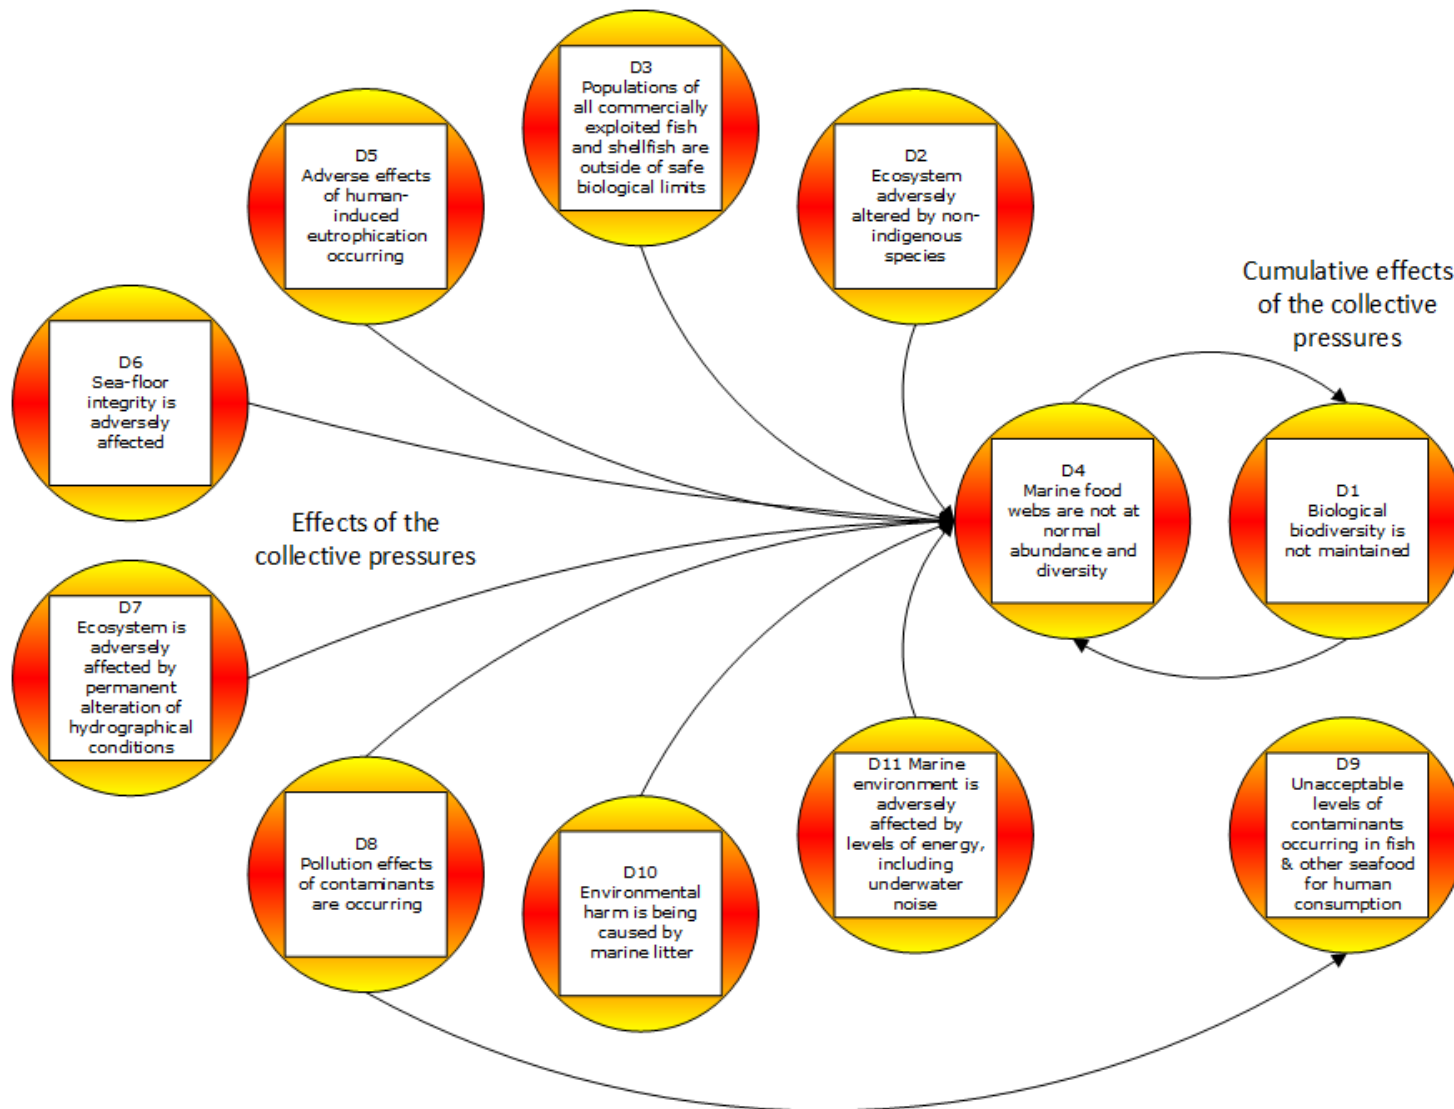 D3
Populations of
all commercially
exploited fish
and shellfish are
outside of safe
biological limits
D5
Adverse effects
of human-
induced
eutrophication
occurring
D2
Ecosystem
adversely
altered by non-
indigenous
species
Cumulative effects
of the collective
pressures
D6
Sea-floor
integrity is
adversely
affected
D4
Marine food
webs are not at
normal
abundance and
diversity
D1
Biological
biodiversity is
not maintained
Effects of the
collective pressures
D7
Ecosystem is
adversely
affected by
permanent
alteration of
hydrographical
conditions
D8
Pollution effects
of contaminants
are occurring
D10
Environmental
harm is being
caused by
marine litter
D11 Marine
environment is
adversely
affected by
levels of energy,
including
underwater
noise
D9
Unacceptable
levels of
contaminants
occurring in fish
& other seafood
for human
consumption